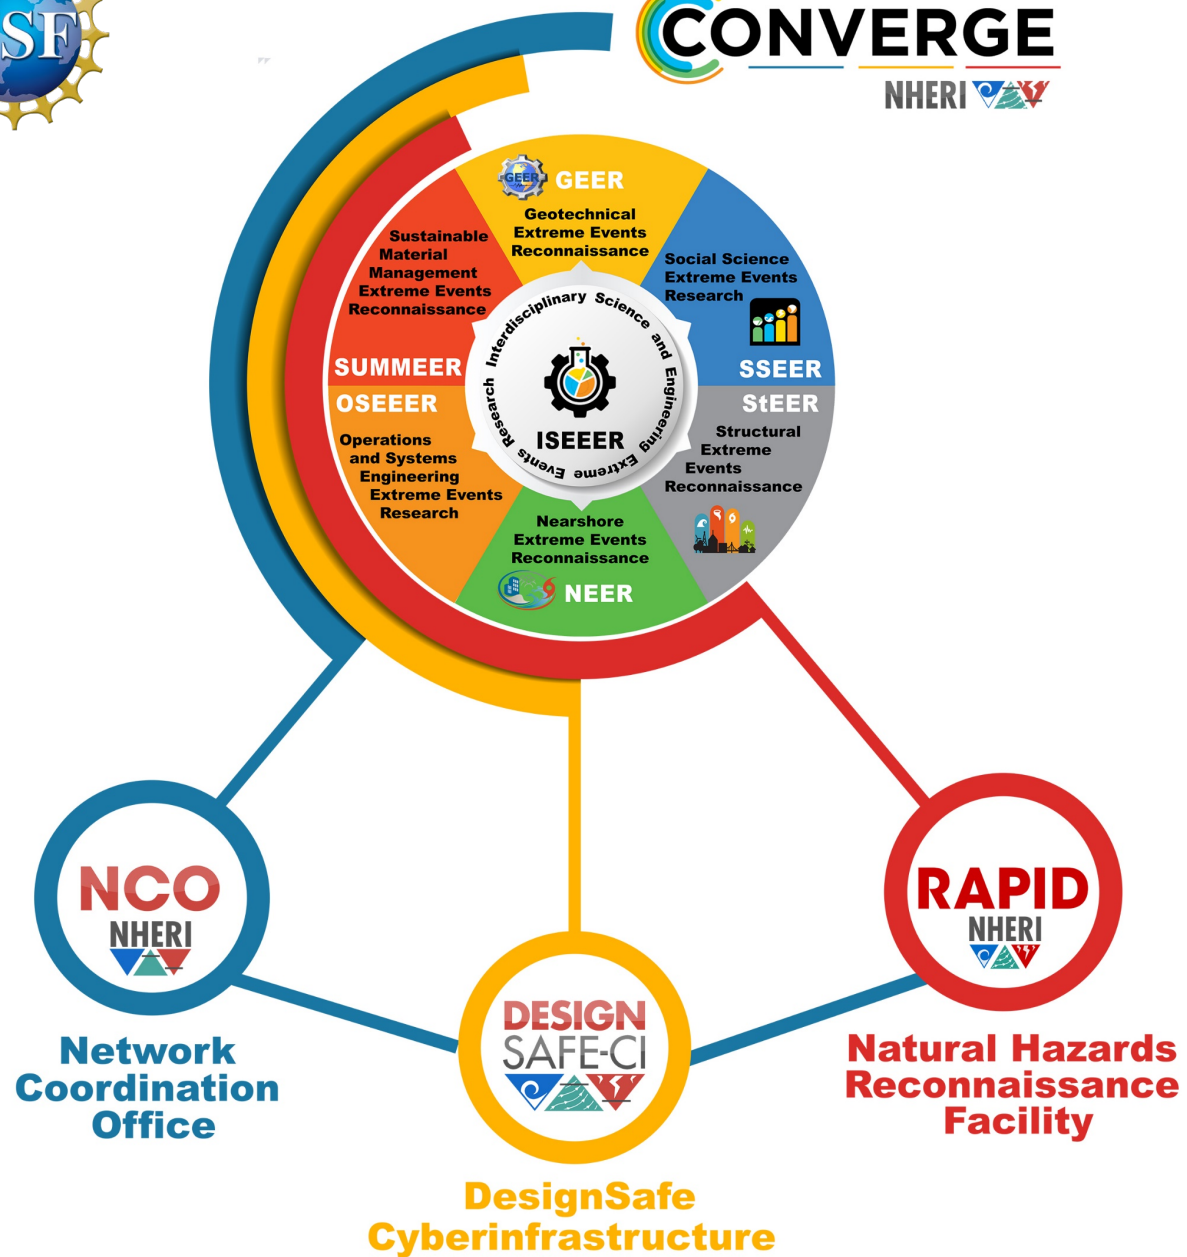 SF
CONVERGE
NHERI
GEER
GEER
Geotechnical
Extreme Events
Reconnaissance
Sustainable
Material
Management
Extreme Events
Reconnaissance
SUMMEER
Social Science
Extreme Events
Research
SSEER
Interdisciplinary Science and Engineering Extreme Events Research
ISEEER
OSEEER
Operations
and Systems
Engineering
Extreme Events
Research
StEER
Structural
Extreme
Events
Reconnaissance
Nearshore
Extreme Events
Reconnaissance
NEER
NCO
NHERI
Network
Coordination
Office
DESIGN
SAFE-CI
DesignSafe
Cyberinfrastructure
RAPID
NHERI
Natural Hazards
Reconnaissance
Facility